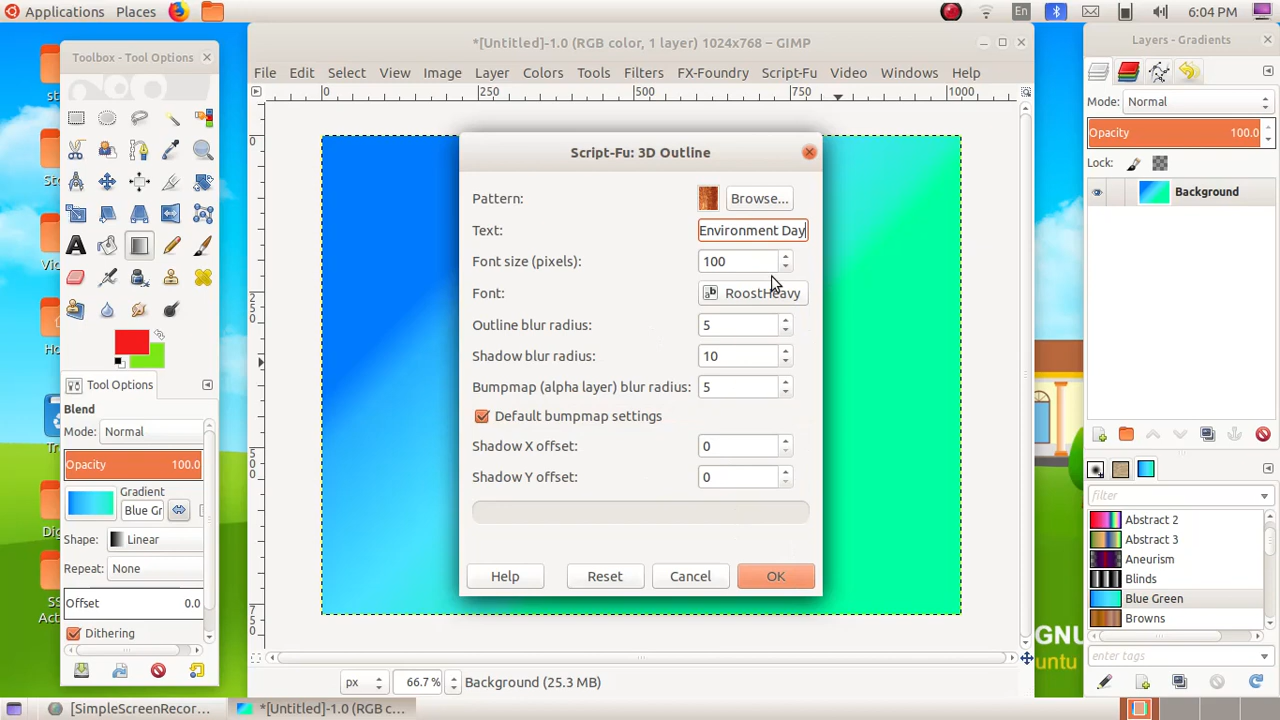 Applications Places En 6:04 PM
Toolbox - Tool Options
*[Untitled]-1.0 (RGB color, 1 layer) 1024x768 – GIMP
Layers - Gradients
File Edit Select View Image Layer Colors Tools Filters FX-Foundry Script-Fu Video Windows Help
0 250 500 750 1000
Mode: Normal
Opacity 100.0
Lock:
Background
Script-Fu: 3D Outline
Pattern: Browse...
Text: Environment Day
Font size (pixels): 100
Font: RoostHeavy
Outline blur radius: 5
Shadow blur radius: 10
Bumpmap (alpha layer) blur radius: 5
Default bumpmap settings
Shadow X offset: 0
Shadow Y offset: 0
Help Reset Cancel OK
Tool Options
Blend
Mode: Normal
Opacity 100.0
Gradient
Blue Gr
Shape: Linear
Repeat: None
Offset 0.0
Dithering
filter
Abstract 2
Abstract 3
Aneurism
Blinds
Blue Green
Browns
enter tags
px 66.7 % Background (25.3 MB)
[SimpleScreenRecor... *[Untitled]-1.0 (RGB c...